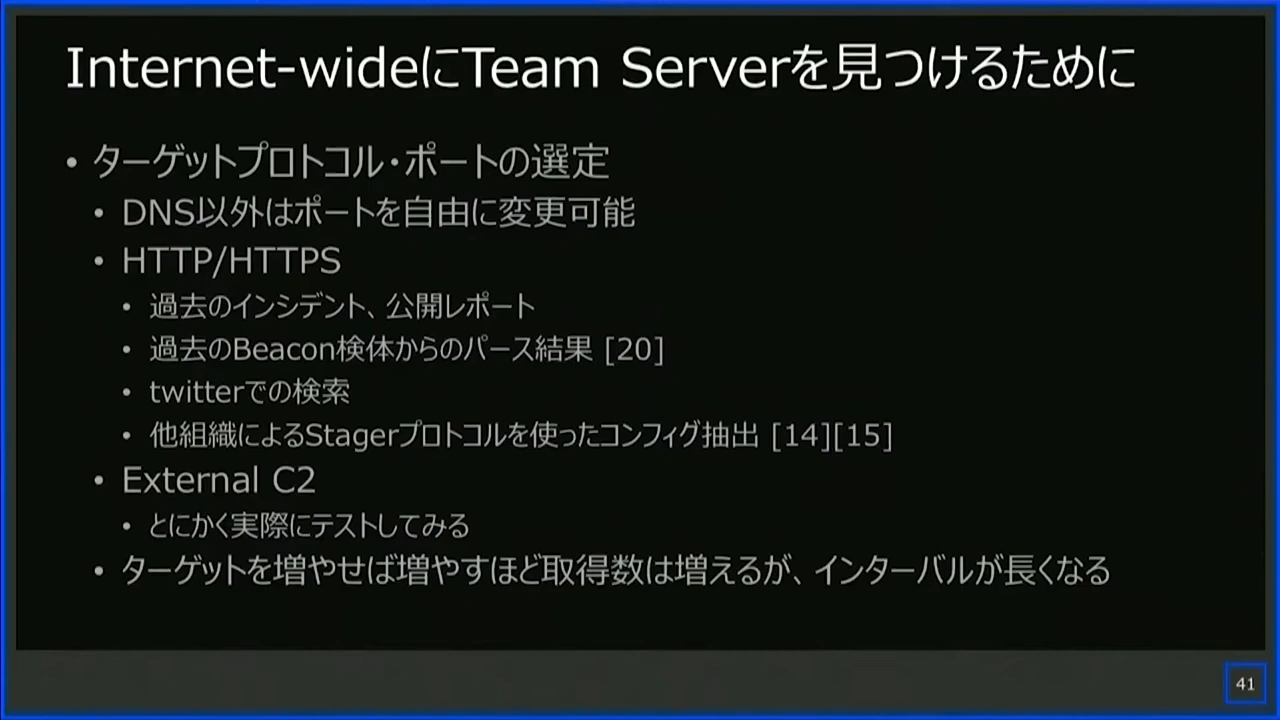 Internet-wideにTeam Serverを見つけるために
• ターゲットプロトコル・ポートの選定
• DNS以外はポートを自由に変更可能
• HTTP/HTTPS
• 過去のインシデント、公開レポート
• 過去のBeacon検体からのパース結果 [20]
• twitterでの検索
• 他組織によるStagerプロトコルを使ったコンフィグ抽出 [14][15]
• External C2
• とにかく実際にテストしてみる
• ターゲットを増やせば増やすほど取得数は増えるが、インターバルが長くなる
41